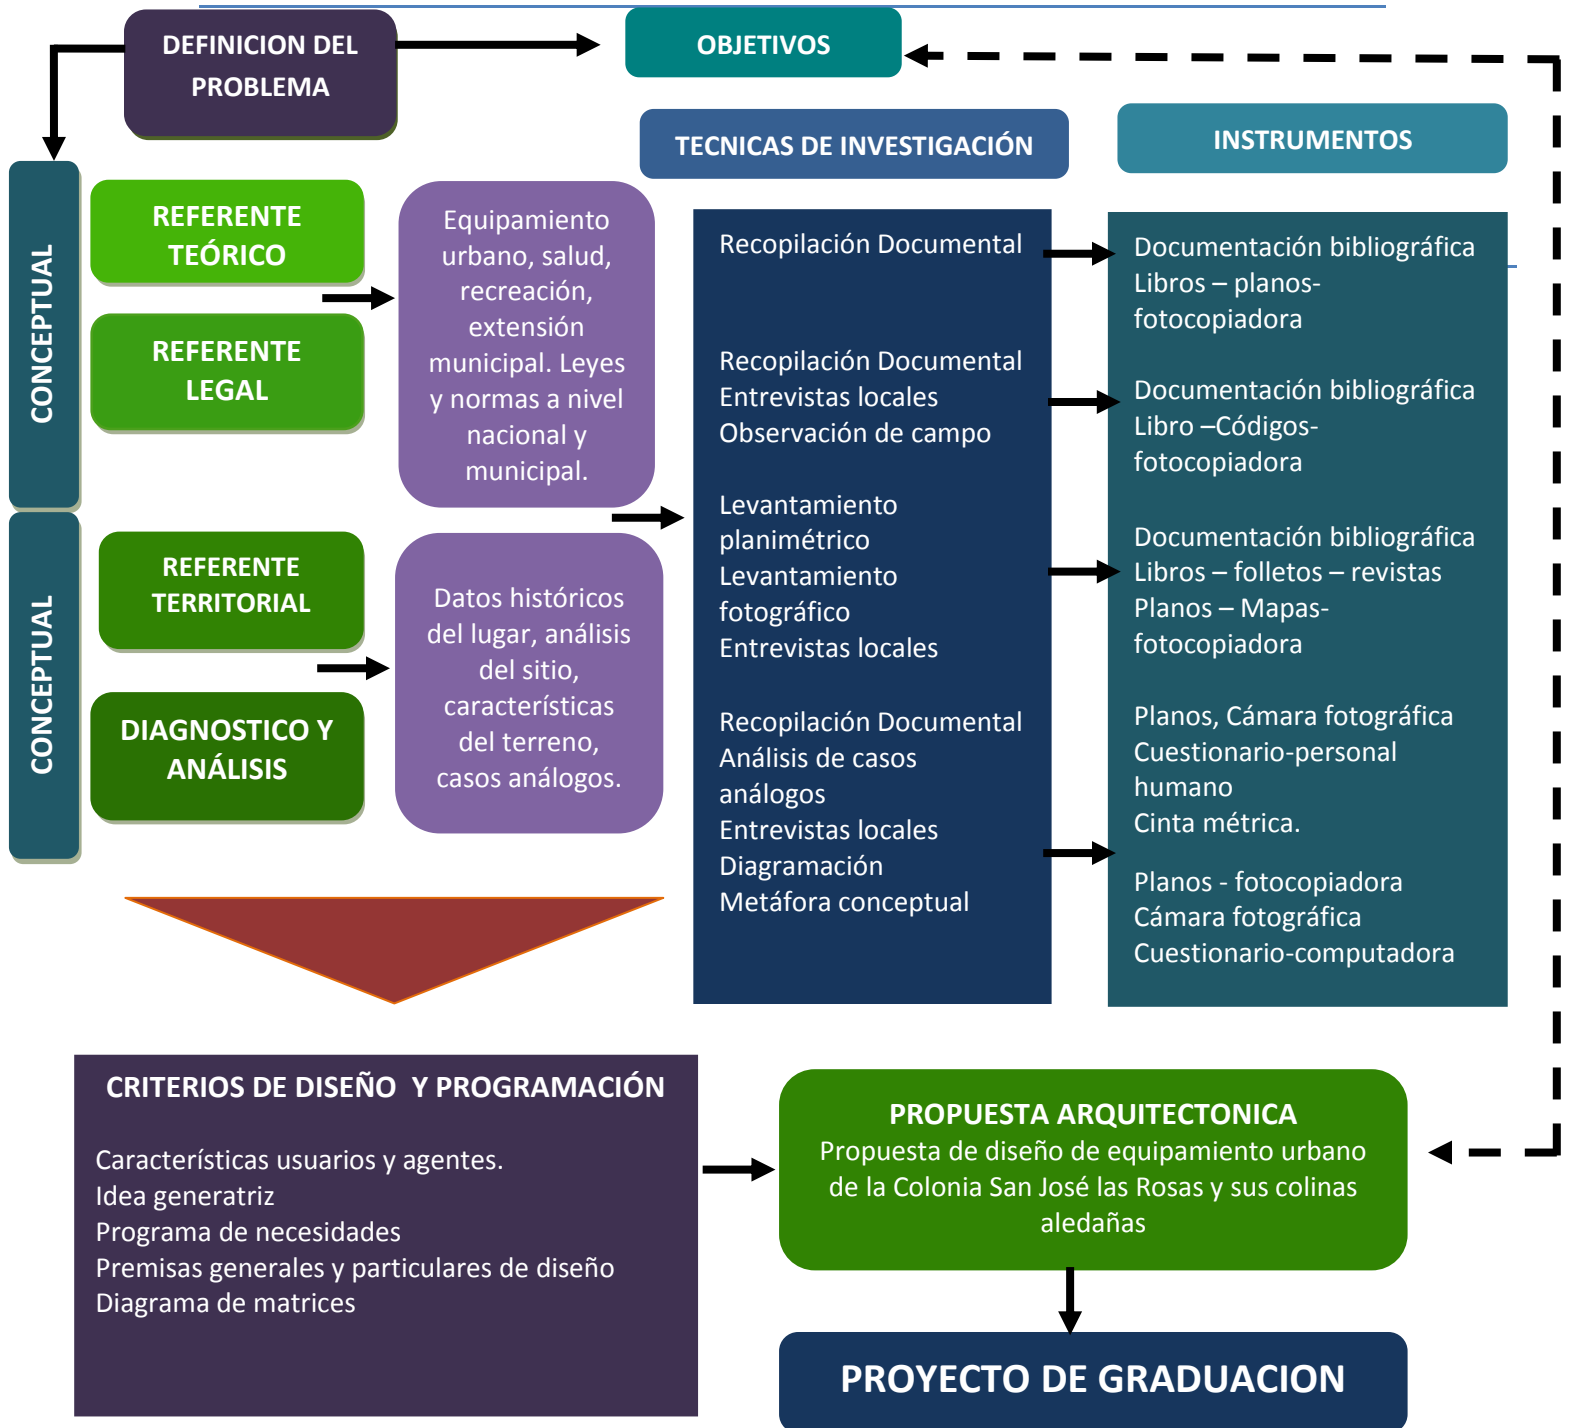 DEFINICION DEL
PROBLEMA
OBJETIVOS
TECNICAS DE INVESTIGACIÓN
INSTRUMENTOS
CONCEPTUAL
REFERENTE
TEÓRICO
REFERENTE
LEGAL
Equipamiento
urbano, salud,
recreación,
extensión
municipal. Leyes
y normas a nivel
nacional y
municipal.
CONCEPTUAL
REFERENTE
TERRITORIAL
DIAGNOSTICO Y
ANÁLISIS
Datos históricos
del lugar, análisis
del sitio,
características
del terreno,
casos análogos.
Recopilación Documental
Recopilación Documental
Entrevistas locales
Observación de campo
Levantamiento
planimétrico
Levantamiento
fotográfico
Entrevistas locales
Recopilación Documental
Análisis de casos
análogos
Entrevistas locales
Diagramación
Metáfora conceptual
Documentación bibliográfica
Libros – planos-
fotocopiadora
Documentación bibliográfica
Libro –Códigos-
fotocopiadora
Documentación bibliográfica
Libros – folletos – revistas
Planos – Mapas-
fotocopiadora
Planos, Cámara fotográfica
Cuestionario-personal
humano
Cinta métrica.
Planos - fotocopiadora
Cámara fotográfica
Cuestionario-computadora
CRITERIOS DE DISEÑO  Y PROGRAMACIÓN
Características usuarios y agentes.
Idea generatriz
Programa de necesidades
Premisas generales y particulares de diseño
Diagrama de matrices
PROPUESTA ARQUITECTONICA
Propuesta de diseño de equipamiento urbano
de la Colonia San José las Rosas y sus colinas
aledañas
PROYECTO DE GRADUACION